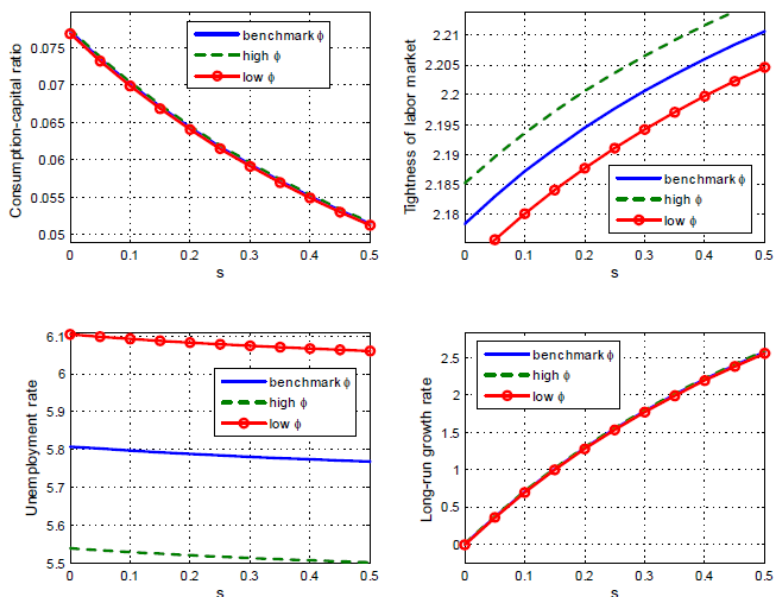 Consumption-capital ratio
0.075
0.07
0.065
0.06
0.055
0.05
0 0.1 0.2 0.3 0.4 0.5
s
benchmark ϕ
high ϕ
low ϕ
Tightness of labor market
2.21
2.205
2.2
2.195
2.19
2.185
2.18
0 0.1 0.2 0.3 0.4 0.5
s
benchmark ϕ
high ϕ
low ϕ
Unemployment rate
6.1
6
5.9
5.8
5.7
5.6
5.5
0 0.1 0.2 0.3 0.4 0.5
s
benchmark ϕ
high ϕ
low ϕ
Long-run growth rate
2.5
2
1.5
1
0.5
0
0 0.1 0.2 0.3 0.4 0.5
s
benchmark ϕ
high ϕ
low ϕ